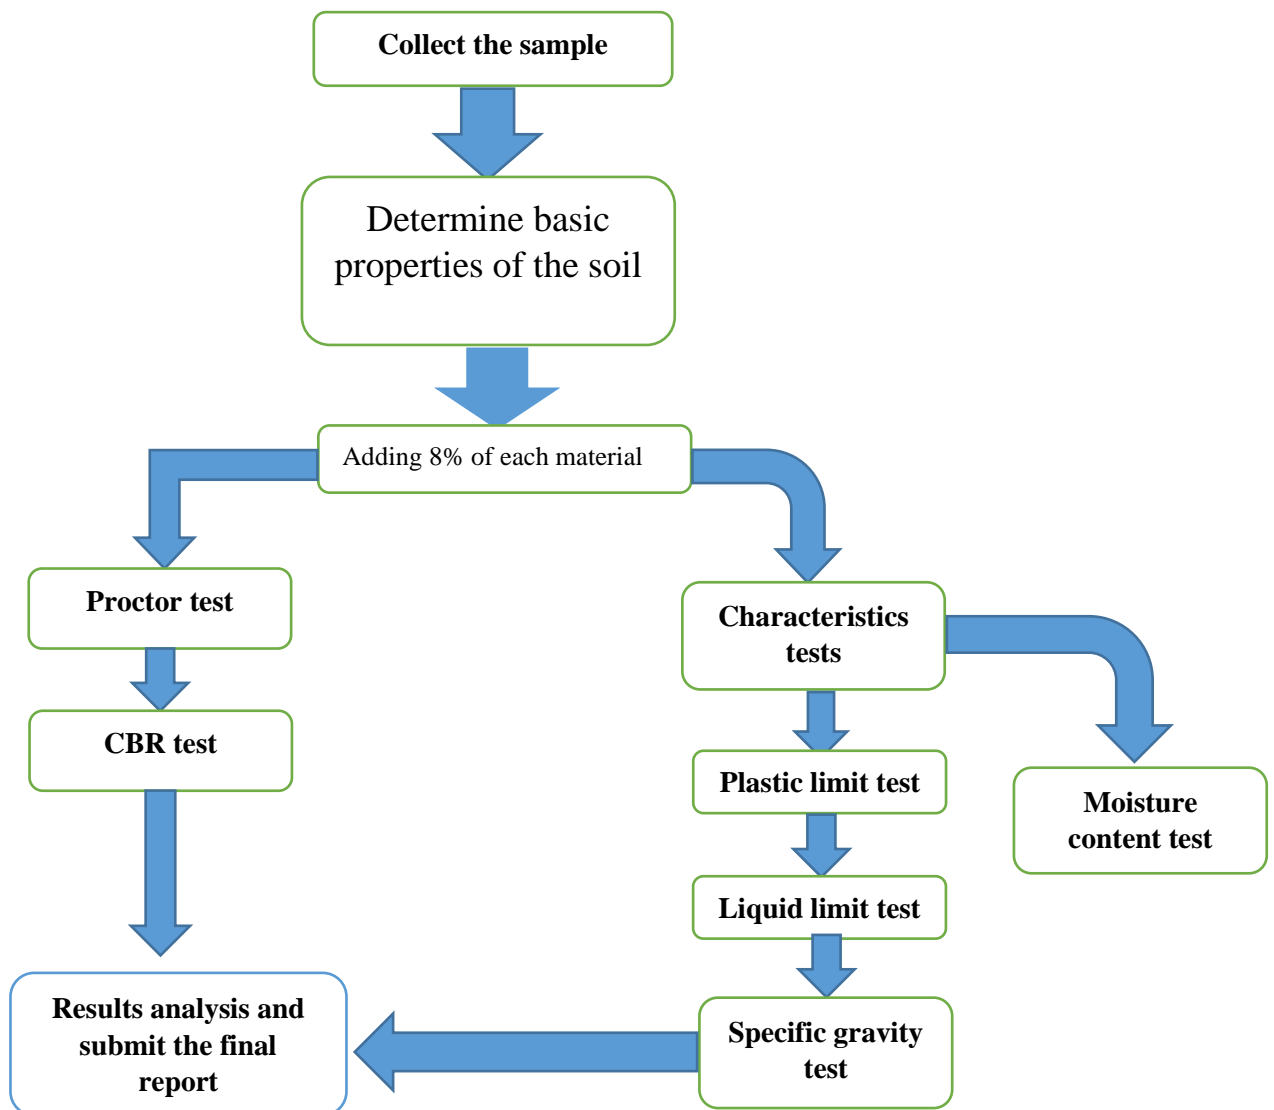 Collect the sample
Determine basic
properties of the soil
Adding 8% of each material
Proctor test
CBR test
Characteristics
tests
Plastic limit test
Liquid limit test
Moisture
content test
Specific gravity
test
Results analysis and
submit the final
report